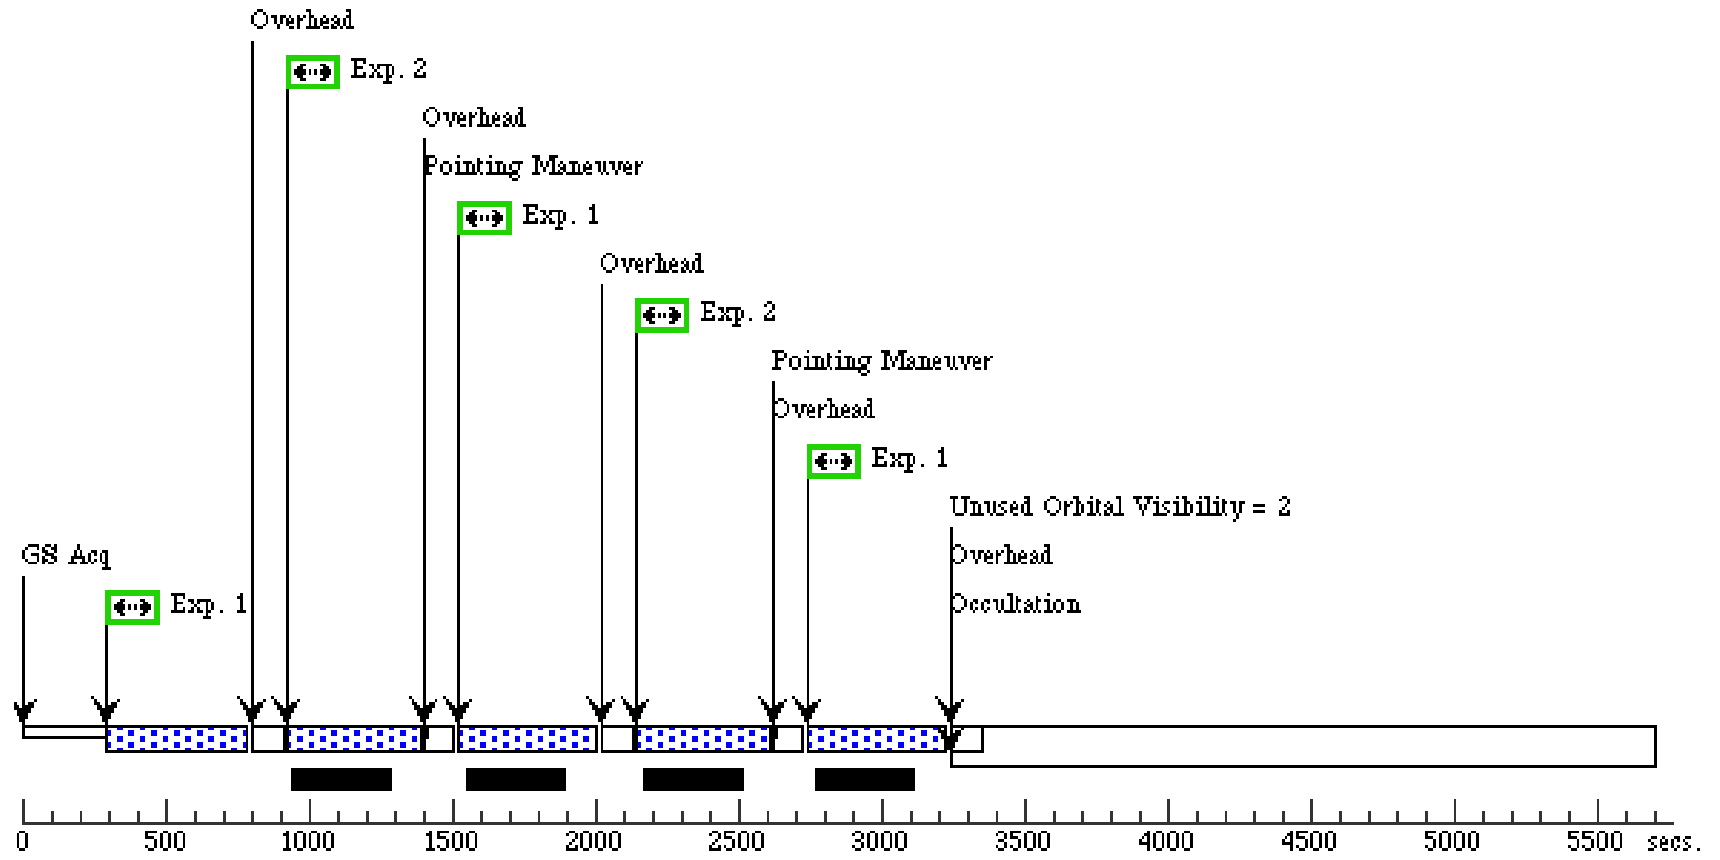 Overhead
Exp. 2
Overhead
Pointing Maneuver
Exp. 1
Overhead
Exp. 2
Pointing Maneuver
Overhead
Exp. 1
Unused Orbital Visibility = 2
GS Acq
Overhead
Exp. 1
Occultation
0 500 1000 1500 2000 2500 3000 3500 4000 4500 5000 5500 secs.